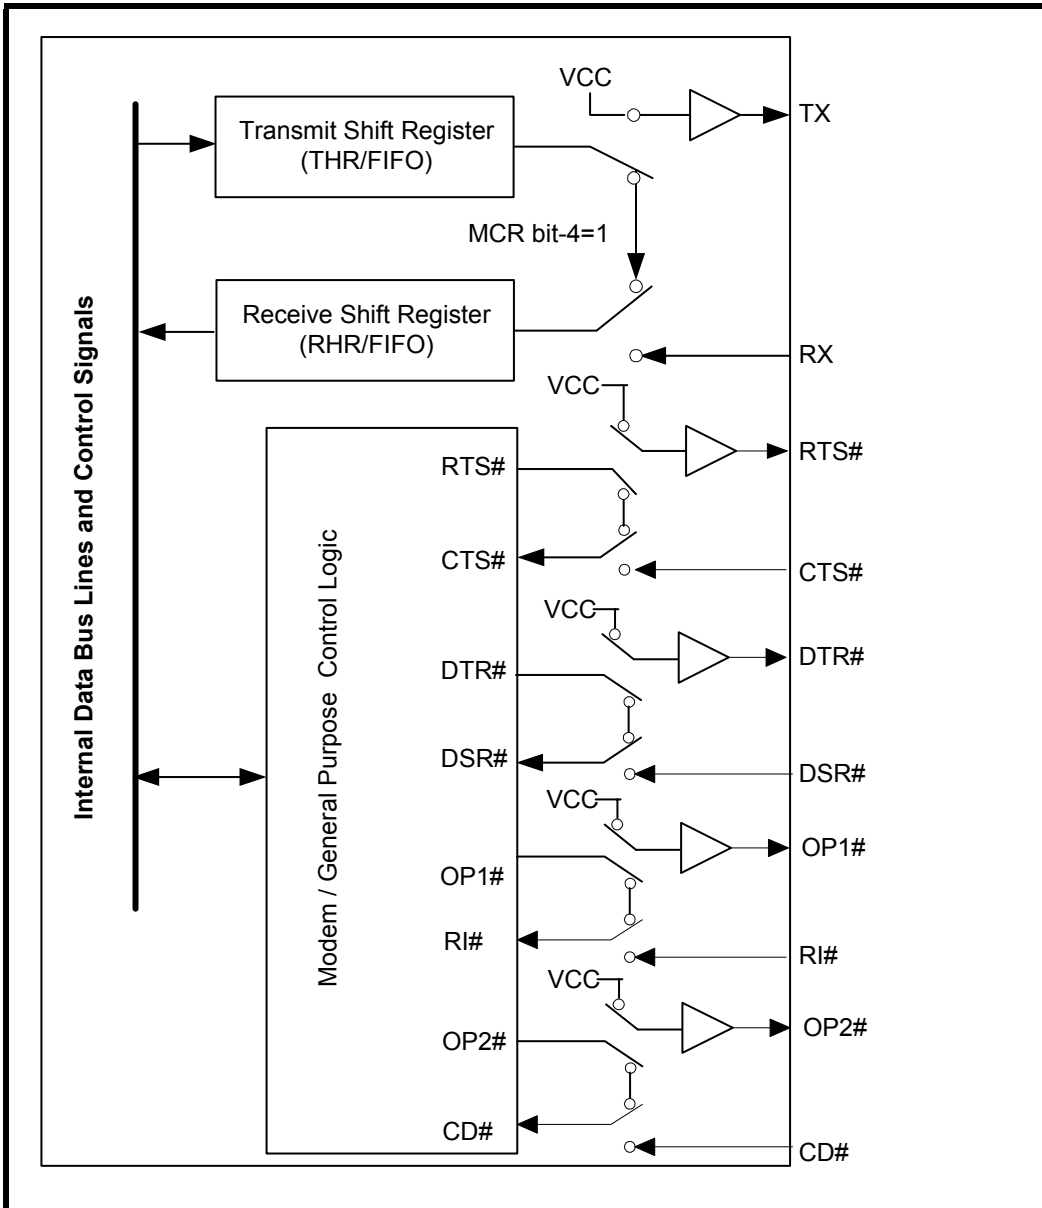 VCC
TX
Transmit Shift Register
(THR/FIFO)
MCR bit-4=1
Receive Shift Register
(RHR/FIFO)
RX
VCC
RTS#
RTS#
CTS#
CTS#
VCC
DTR#
DTR#
DSR#
DSR#
VCC
OP1#
OP1#
RI#
RI#
VCC
OP2#
OP2#
CD#
CD#
Internal Data Bus Lines and Control Signals
Modem / General Purpose Control Logic